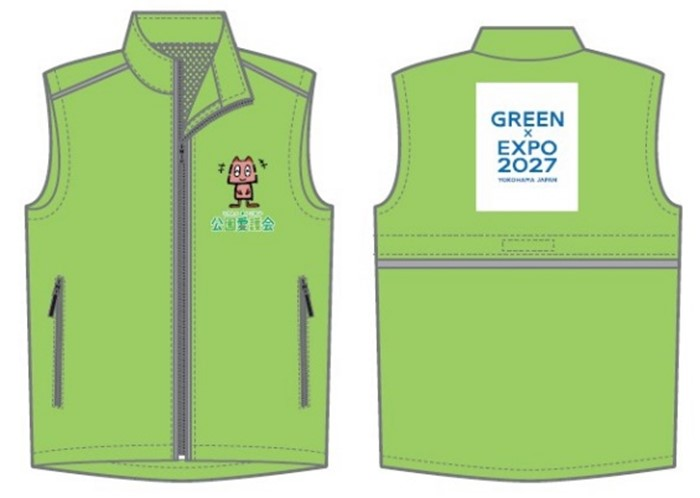 公園愛護会
GREEN
×
EXPO
2027
YOKOHAMA JAPAN